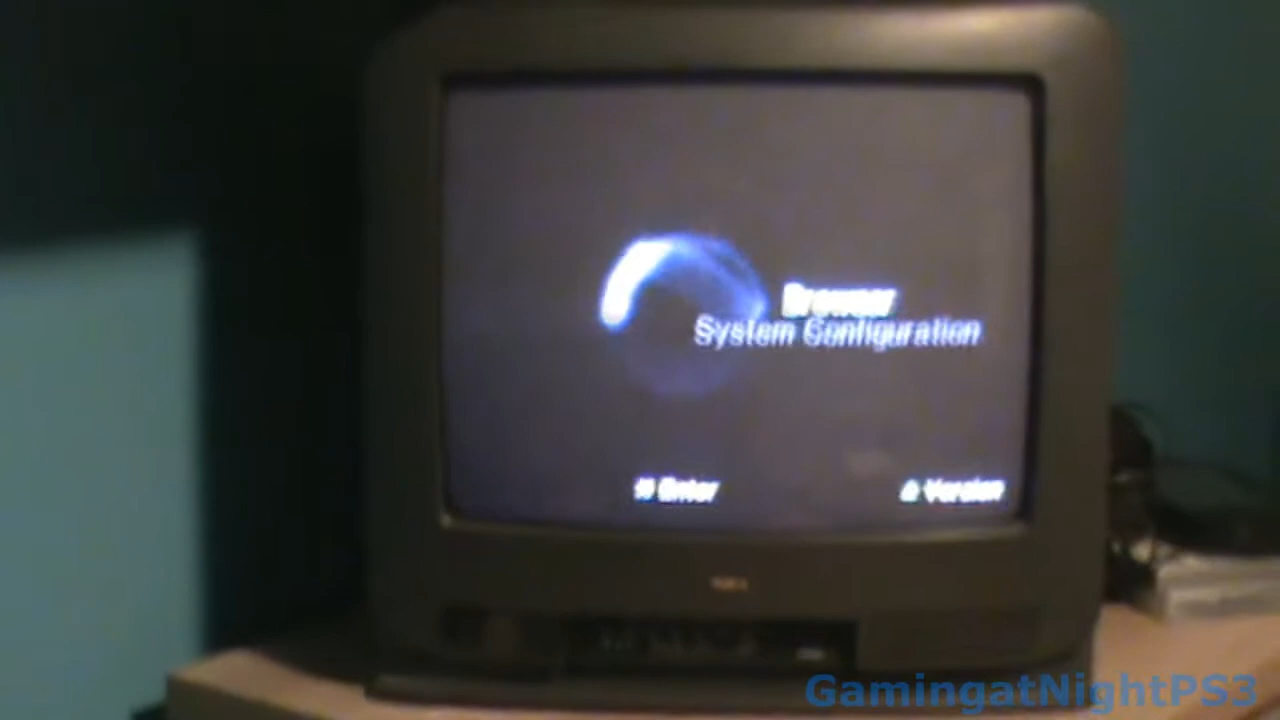 Browser
System Configuration
Enter
△ Version
GamingatNightPS3